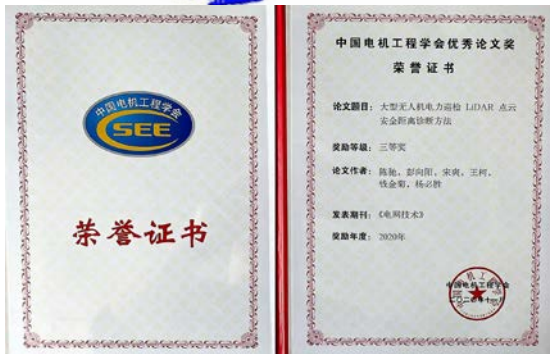 中国电机工程学会
CSEE
荣誉证书
中国电机工程学会优秀论文奖
荣誉证书
论文题目：大型无人机电力巡检 LiDAR 点云
安全距离诊断方法
奖励等级：三等奖
论文作者：陈驰，彭向阳，宋爽，王柯，
钱金菊，杨必胜
发表期刊：《电网技术》
奖励年度：2020年
中国电机工程学会